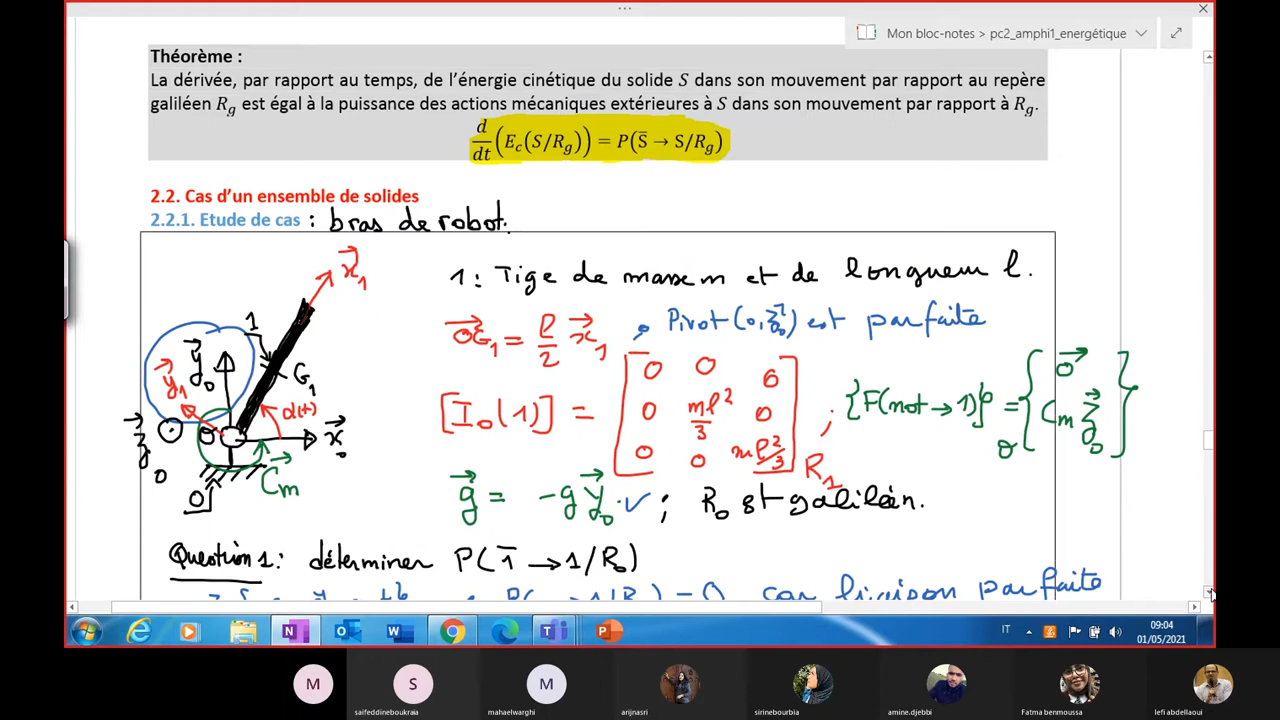 Mon bloc-notes > pc2_amphi1_energétique
Théorème :
La dérivée, par rapport au temps, de l'énergie cinétique du solide S dans son mouvement par rapport au repère
galiléen R_g est égal à la puissance des actions mécaniques extérieures à S dans son mouvement par rapport à R_g.
d/dt (E_c(S/R_g)) = P(S̅ → S/R_g)
2.2. Cas d'un ensemble de solides
2.2.1. Etude de cas : bras de robot.
1 : Tige de masse m et de longueur l.
OG₁ = l/2 x₁ , Pivot (o, z₀) est parfaite
[I₀(1)] = [0 0 0
0 ml²/3 0
0 0 ml²/3] R₁ ; {F(mot → 1)} = {0
C_m z₀} O
g = -g y₀ ✓ ; R₀ est galiléen.
x₁
1
y₀
G₁
y₁
α(t)
z₀
O
x₀
C_m
0
Question 1 : déterminer P(1̅ → 1/R₀)
= 0 car liaison parfaite
IT
09:04
01/05/2021
M
S
M
saifeddineboukraia
mahaelwarghi
arijnasri
sirinebourbia
amine.djebbi
Fatma benmoussa
lefi abdellaoui